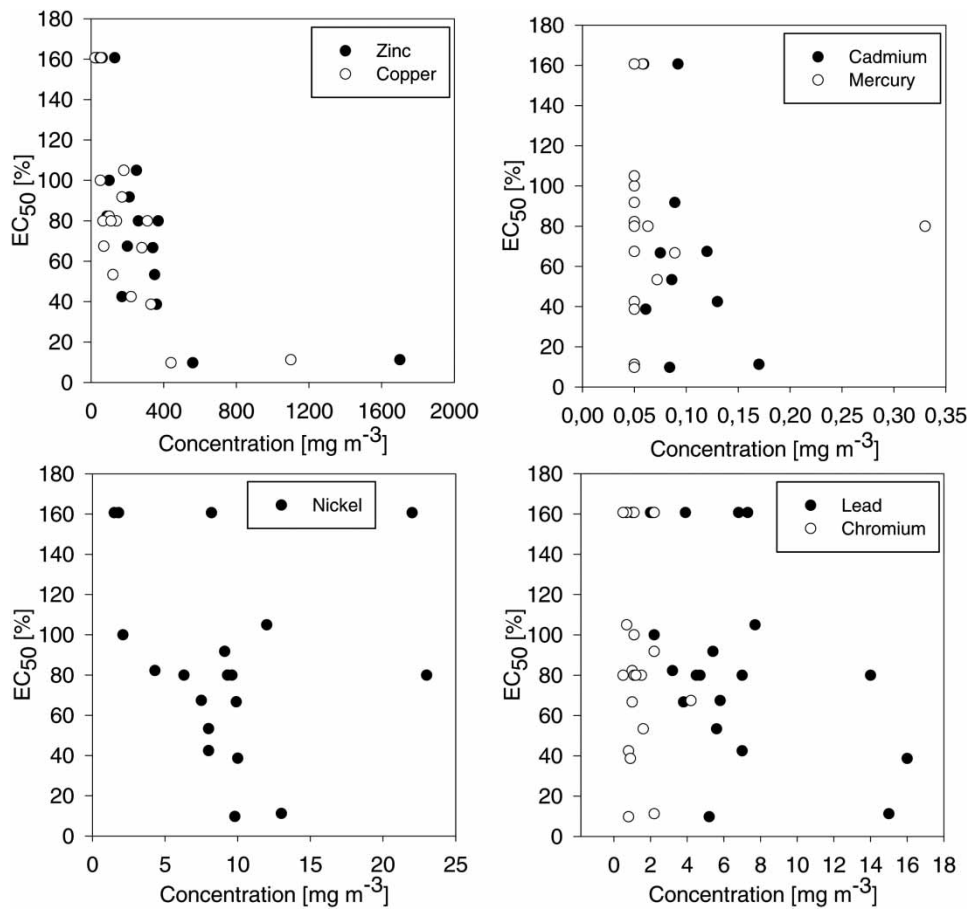 180
160
140
120
100
80
60
40
20
0
EC50 [%]
Zinc
Copper
0 400 800 1200 1600 2000
Concentration [mg m-3]
180
160
140
120
100
80
60
40
20
0
EC50 [%]
Cadmium
Mercury
0,00 0,05 0,10 0,15 0,20 0,25 0,30 0,35
Concentration [mg m-3]
180
160
140
120
100
80
60
40
20
0
EC50 [%]
Nickel
0 5 10 15 20 25
Concentration [mg m-3]
180
160
140
120
100
80
60
40
20
0
EC50 [%]
Lead
Chromium
0 2 4 6 8 10 12 14 16 18
Concentration [mg m-3]